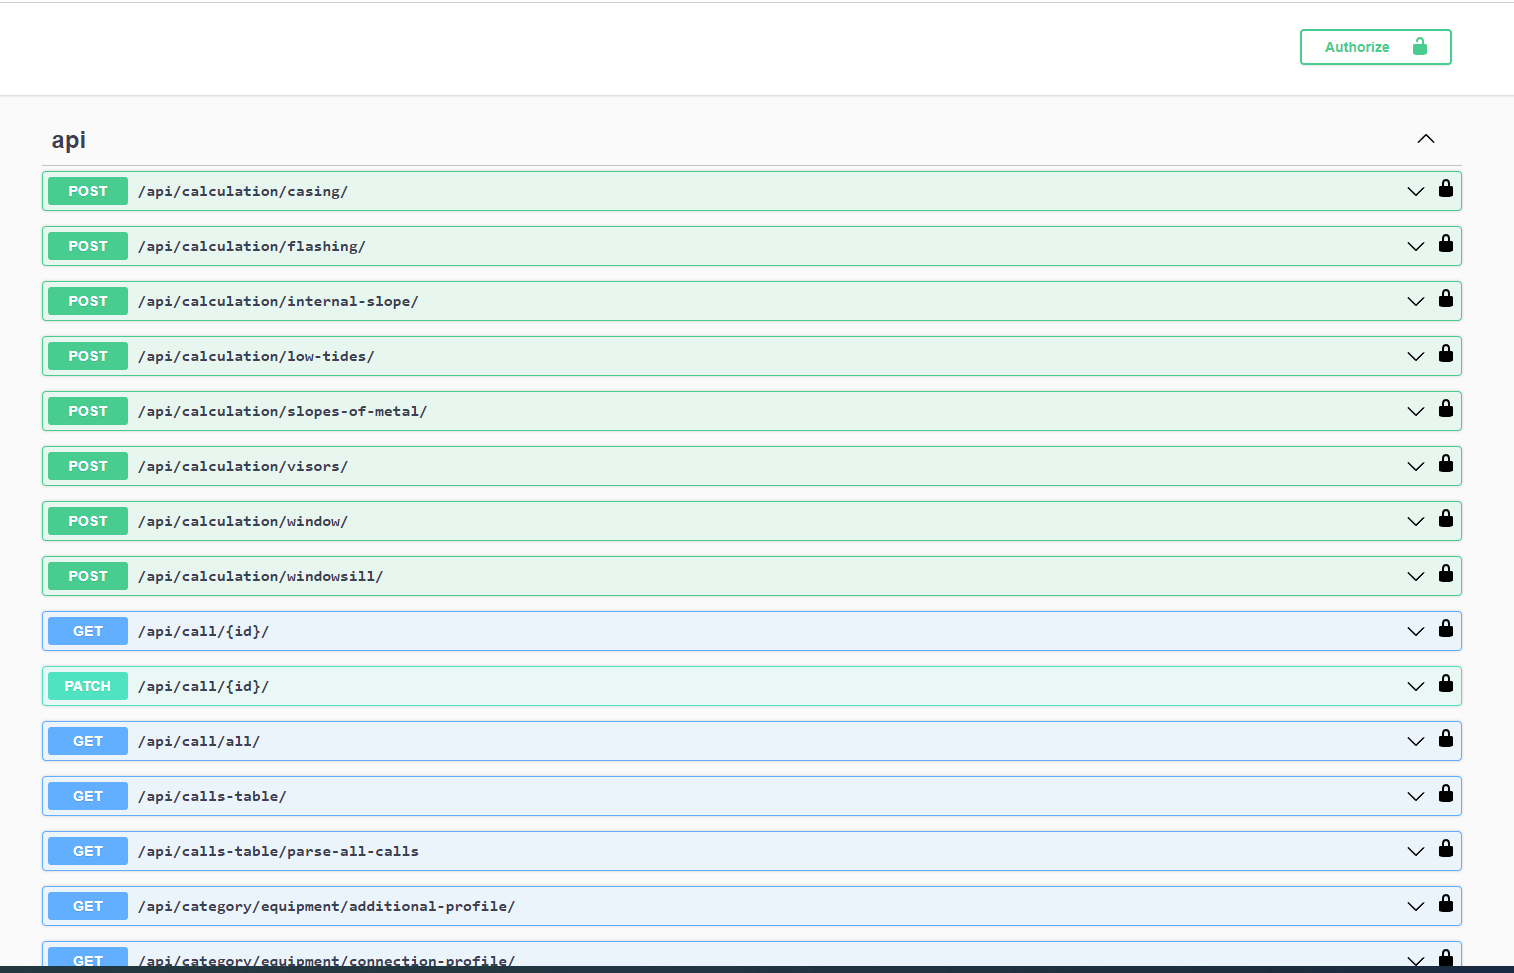 Authorize
api
POST /api/calculation/casing/
POST /api/calculation/flashing/
POST /api/calculation/internal-slope/
POST /api/calculation/low-tides/
POST /api/calculation/slopes-of-metal/
POST /api/calculation/visors/
POST /api/calculation/window/
POST /api/calculation/windowsill/
GET /api/call/{id}/
PATCH /api/call/{id}/
GET /api/call/all/
GET /api/calls-table/
GET /api/calls-table/parse-all-calls
GET /api/category/equipment/additional-profile/
GET /api/category/equipment/connection-profile/